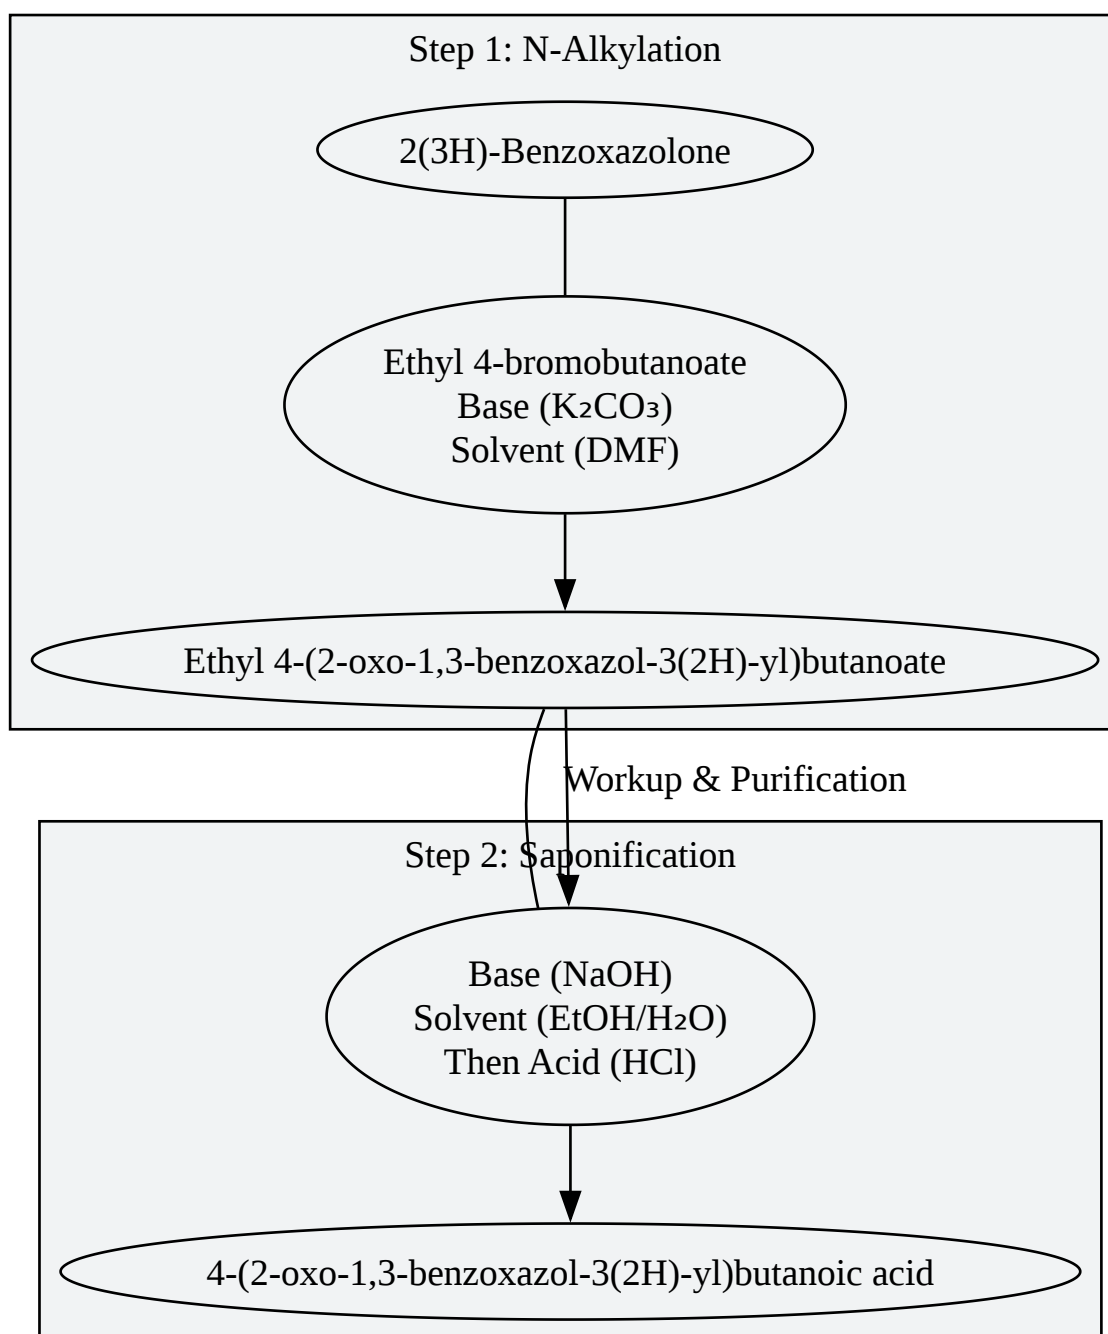 Step 1: N-Alkylation
2(3H)-Benzoxazolone
Ethyl 4-bromobutanoate
Base (K₂CO₃)
Solvent (DMF)
Ethyl 4-(2-oxo-1,3-benzoxazol-3(2H)-yl)butanoate
Workup & Purification
Step 2: Saponification
Base (NaOH)
Solvent (EtOH/H₂O)
Then Acid (HCl)
4-(2-oxo-1,3-benzoxazol-3(2H)-yl)butanoic acid